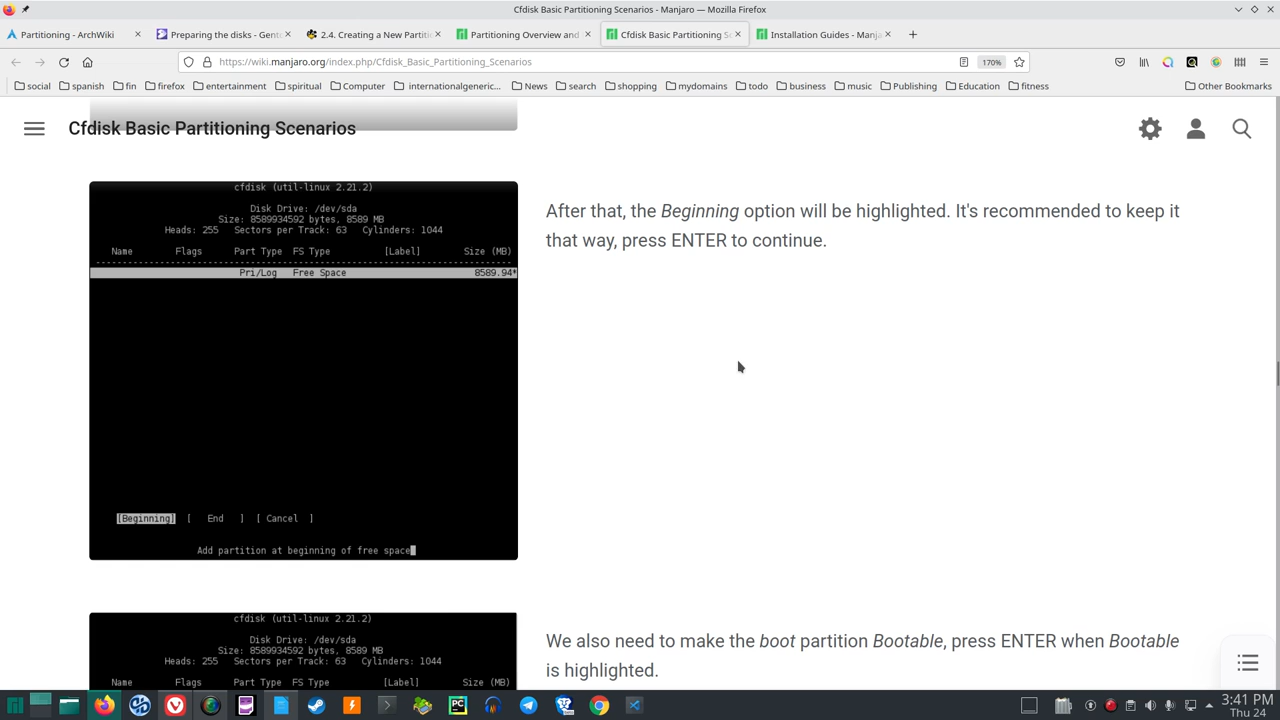 Cfdisk Basic Partitioning Scenarios - Manjaro — Mozilla Firefox
Partitioning - ArchWiki
Preparing the disks - Gent
2.4. Creating a New Partiti
Partitioning Overview and
Cfdisk Basic Partitioning S
Installation Guides - Manja
https://wiki.manjaro.org/index.php/Cfdisk_Basic_Partitioning_Scenarios
170%
social spanish fin firefox entertainment spiritual Computer internationalgeneric... News search shopping mydomains todo business music Publishing Education fitness Other Bookmarks
Cfdisk Basic Partitioning Scenarios
cfdisk (util-linux 2.21.2)
Disk Drive: /dev/sda
Size: 8589934592 bytes, 8589 MB
Heads: 255 Sectors per Track: 63 Cylinders: 1044
Name Flags Part Type FS Type [Label] Size (MB)
Pri/Log Free Space 8589.94*
[Beginning] [ End ] [ Cancel ]
Add partition at beginning of free space
After that, the Beginning option will be highlighted. It's recommended to keep it
that way, press ENTER to continue.
cfdisk (util-linux 2.21.2)
Disk Drive: /dev/sda
Size: 8589934592 bytes, 8589 MB
Heads: 255 Sectors per Track: 63 Cylinders: 1044
Name Flags Part Type FS Type [Label] Size (MB)
We also need to make the boot partition Bootable, press ENTER when Bootable
is highlighted.
3:41 PM
Thu 24